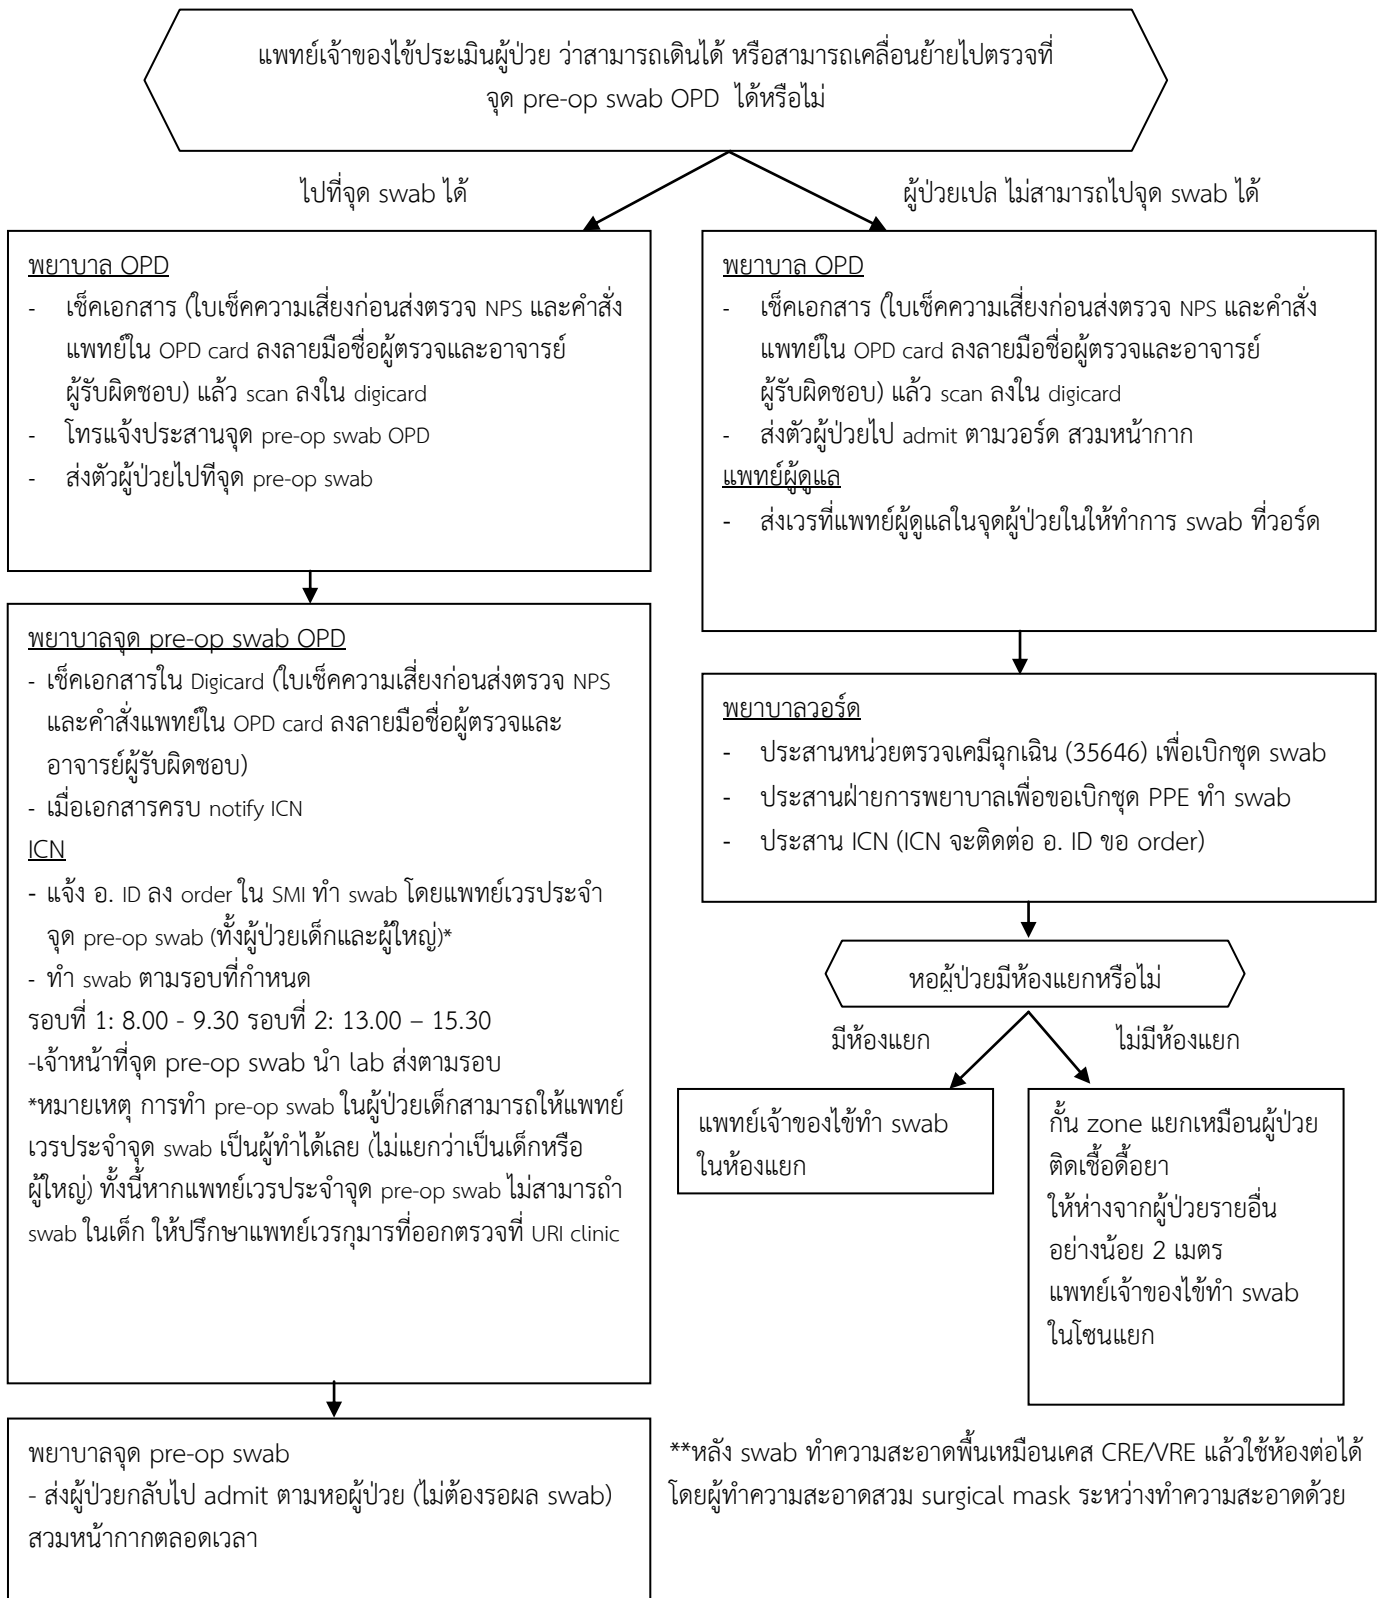 แพทย์เจ้าของไข้ประเมินผู้ป่วย ว่าสามารถเดินได้ หรือสามารถเคลื่อนย้ายไปตรวจที่
จุด pre-op swab OPD ได้หรือไม่
ไปที่จุด swab ได้
ผู้ป่วยเปล ไม่สามารถไปจุด swab ได้
พยาบาล OPD
- เช็คเอกสาร (ใบเช็คความเสี่ยงก่อนส่งตรวจ NPS และคำสั่ง
แพทย์ใน OPD card ลงลายมือชื่อผู้ตรวจและอาจารย์
ผู้รับผิดชอบ) แล้ว scan ลงใน digicard
- โทรแจ้งประสานจุด pre-op swab OPD
- ส่งตัวผู้ป่วยไปทีจุด pre-op swab
พยาบาล OPD
- เช็คเอกสาร (ใบเช็คความเสี่ยงก่อนส่งตรวจ NPS และคำสั่ง
แพทย์ใน OPD card ลงลายมือชื่อผู้ตรวจและอาจารย์
ผู้รับผิดชอบ) แล้ว scan ลงใน digicard
- ส่งตัวผู้ป่วยไป admit ตามวอร์ด สวมหน้ากาก
แพทย์ผู้ดูแล
- ส่งเวรที่แพทย์ผู้ดูแลในจุดผู้ป่วยในให้ทำการ swab ที่วอร์ด
พยาบาลจุด pre-op swab OPD
- เช็คเอกสารใน Digicard (ใบเช็คความเสี่ยงก่อนส่งตรวจ NPS
และคำสั่งแพทย์ใน OPD card ลงลายมือชื่อผู้ตรวจและ
อาจารย์ผู้รับผิดชอบ)
- เมื่อเอกสารครบ notify ICN
ICN
- แจ้ง อ. ID ลง order ใน SMI ทำ swab โดยแพทย์เวรประจำ
จุด pre-op swab (ทั้งผู้ป่วยเด็กและผู้ใหญ่)*
- ทำ swab ตามรอบที่กำหนด
รอบที่ 1: 8.00 - 9.30 รอบที่ 2: 13.00 – 15.30
-เจ้าหน้าที่จุด pre-op swab นำ lab ส่งตามรอบ
*หมายเหตุ การทำ pre-op swab ในผู้ป่วยเด็กสามารถให้แพทย์
เวรประจำจุด swab เป็นผู้ทำได้เลย (ไม่แยกว่าเป็นเด็กหรือ
ผู้ใหญ่) ทั้งนี้หากแพทย์เวรประจำจุด pre-op swab ไม่สามารถำ
swab ในเด็ก ให้ปรึกษาแพทย์เวรกุมารที่ออกตรวจที่ URI clinic
พยาบาลวอร์ด
- ประสานหน่วยตรวจเคมีฉุกเฉิน (35646) เพื่อเบิกชุด swab
- ประสานฝ่ายการพยาบาลเพื่อขอเบิกชุด PPE ทำ swab
- ประสาน ICN (ICN จะติดต่อ อ. ID ขอ order)
หอผู้ป่วยมีห้องแยกหรือไม่
มีห้องแยก
ไม่มีห้องแยก
แพทย์เจ้าของไข้ทำ swab
ในห้องแยก
กั้น zone แยกเหมือนผู้ป่วย
ติดเชื้อดื้อยา
ให้ห่างจากผู้ป่วยรายอื่น
อย่างน้อย 2 เมตร
แพทย์เจ้าของไข้ทำ swab
ในโซนแยก
พยาบาลจุด pre-op swab
- ส่งผู้ป่วยกลับไป admit ตามหอผู้ป่วย (ไม่ต้องรอผล swab)
สวมหน้ากากตลอดเวลา
**หลัง swab ทำความสะอาดพื้นเหมือนเคส CRE/VRE แล้วใช้ห้องต่อได้
โดยผู้ทำความสะอาดสวม surgical mask ระหว่างทำความสะอาดด้วย